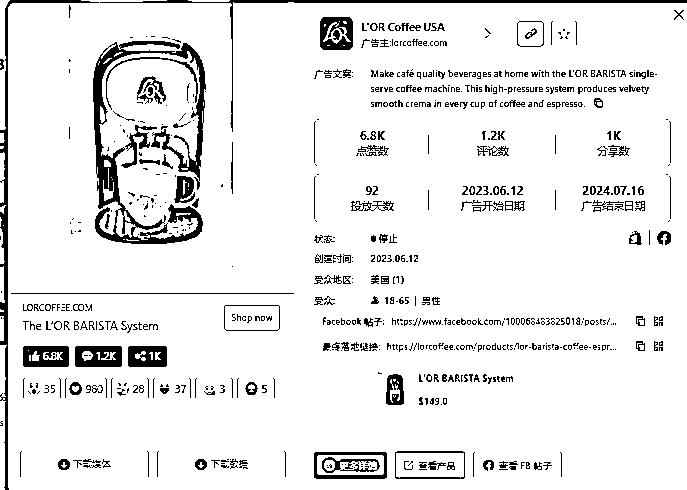 L'OR
LORCOFFEE.COM
The L'OR BARISTA System
Shop now
6.8K
1.2K
1K
35
980
28
37
3
5
下载媒体
下载数据
L'OR Coffee USA
广告主:lorcoffee.com
广告文案:
Make café quality beverages at home with the L'OR BARISTA single-
serve coffee machine. This high-pressure system produces velvety
smooth crema in every cup of coffee and espresso.
6.8K 1.2K 1K
点赞数 评论数 分享数
92 2023.06.12 2024.07.16
投放天数 广告开始日期 广告结束日期
状态: 停止
创建时间: 2023.06.12
受众地区: 美国 (1)
受众: 18-65 | 男性
Facebook 帖子: https://www.facebook.com/100068483825018/posts/...
最终落地链接: https://lorcoffee.com/products/lor-barista-coffee-espr...
L'OR BARISTA System
$149.0
更多详情
查看产品
查看 FB 帖子